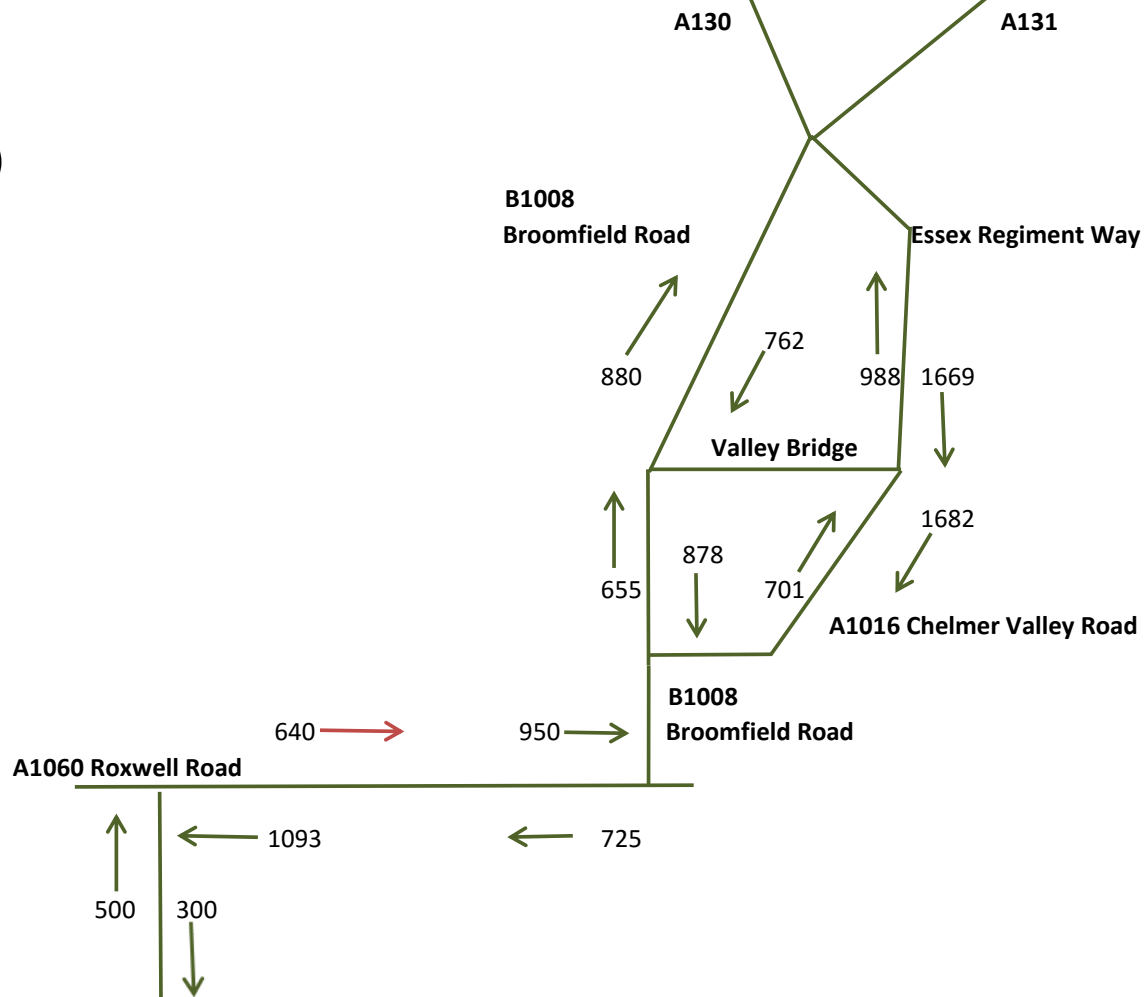 A130
A131
)
B1008
Broomfield Road
Essex Regiment Way
762
880
988
1669
Valley Bridge
1682
878
655
701
A1016 Chelmer Valley Road
B1008
640
950
Broomfield Road
A1060 Roxwell Road
1093
725
500
300